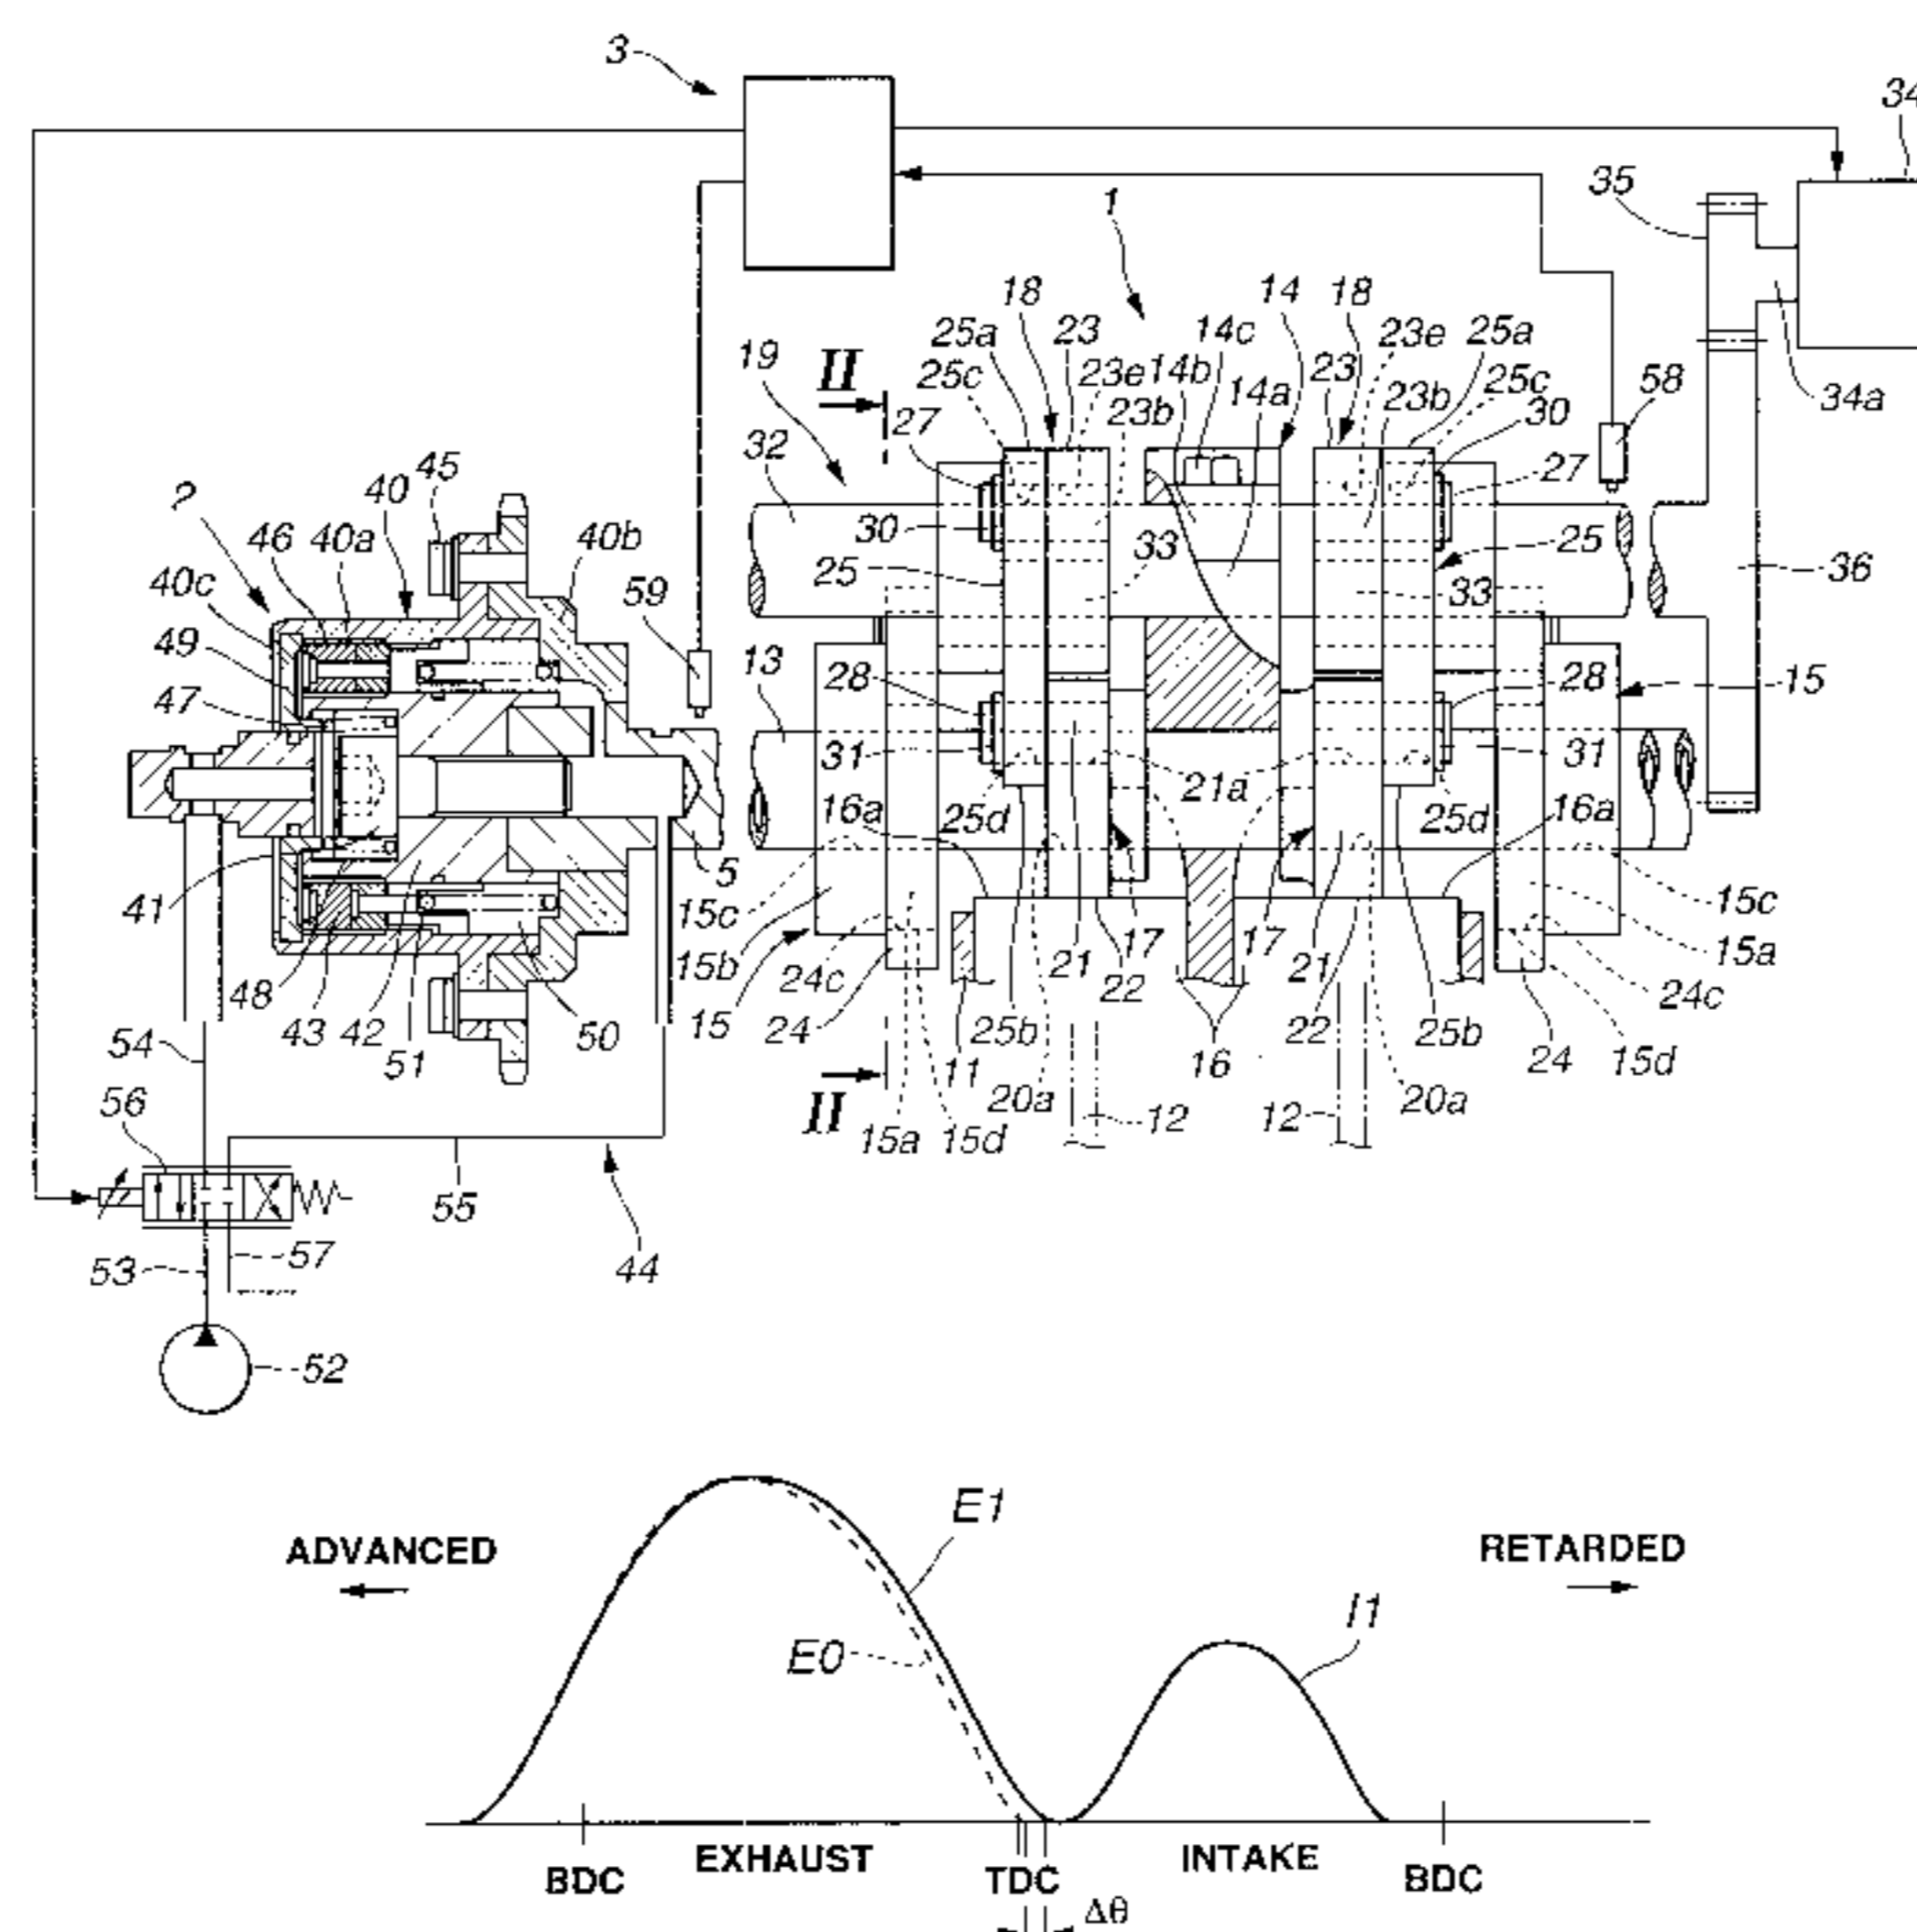 3
34
35
1
18
14
18
25a
23
14c
23e
25a
19
II
25c
23e
14b
23
25c
58
34a
27
23b
14a
23b
30
32
27
45
2
40
30
33
25
46
40a
40b
25
36
40c
59
33
49
13
28
28
15
47
31
21a
31
16a
25d
25d
16a
5
41
15c
15c
15b
17
17
15a
48
24c
21
21
24c
43
42
15
24
22
22
50
25b
25b
54
51
11
16
24
15d
56
20a
20a
II
15a
15d
12
12
55
53
57
44
52
E1
ADVANCED
RETARDED
I1
E0
EXHAUST
INTAKE
BDC
TDC
BDC
Δθ